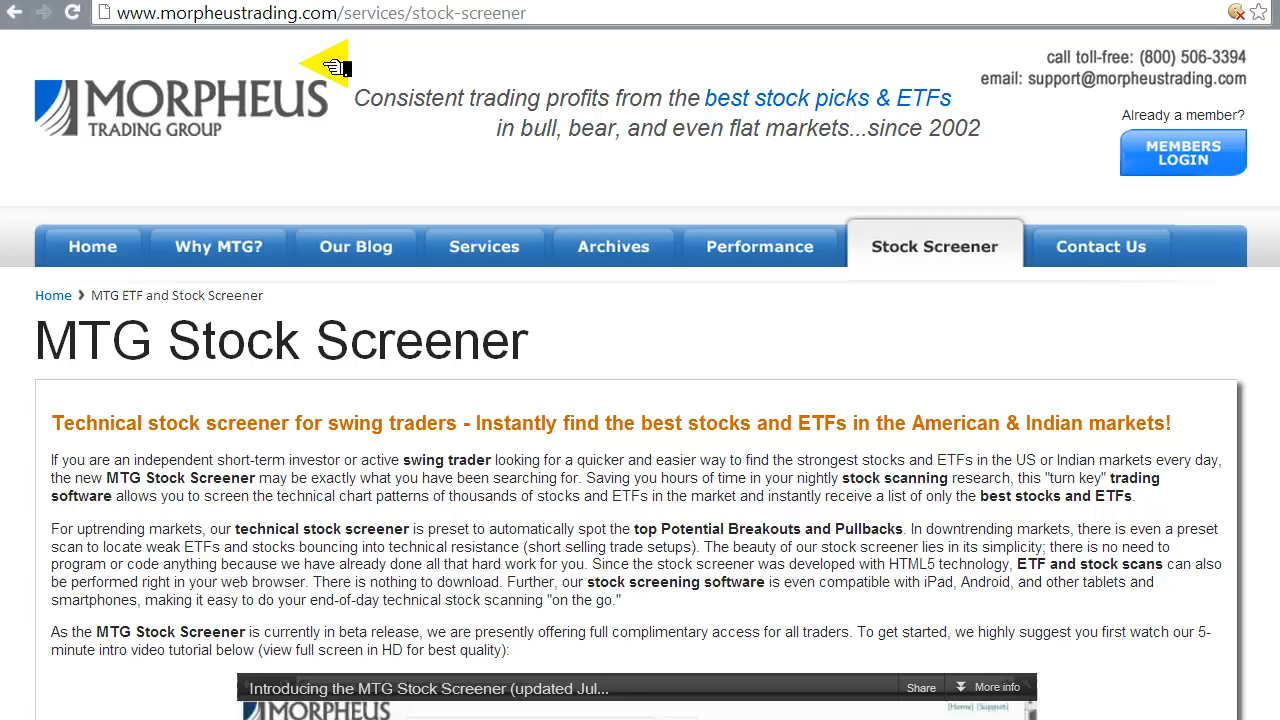 www.morpheustrading.com/services/stock-screener
call toll-free: (800) 506-3394
email: support@morpheustrading.com
MORPHEUS
TRADING GROUP
Consistent trading profits from the best stock picks & ETFs
in bull, bear, and even flat markets...since 2002
Already a member?
MEMBERS
LOGIN
Home Why MTG? Our Blog Services Archives Performance Stock Screener Contact Us
Home › MTG ETF and Stock Screener
MTG Stock Screener
Technical stock screener for swing traders - Instantly find the best stocks and ETFs in the American & Indian markets!
If you are an independent short-term investor or active swing trader looking for a quicker and easier way to find the strongest stocks and ETFs in the US or Indian markets every day,
the new MTG Stock Screener may be exactly what you have been searching for. Saving you hours of time in your nightly stock scanning research, this "turn key" trading
software allows you to screen the technical chart patterns of thousands of stocks and ETFs in the market and instantly receive a list of only the best stocks and ETFs.
For uptrending markets, our technical stock screener is preset to automatically spot the top Potential Breakouts and Pullbacks. In downtrending markets, there is even a preset
scan to locate weak ETFs and stocks bouncing into technical resistance (short selling trade setups). The beauty of our stock screener lies in its simplicity; there is no need to
program or code anything because we have already done all that hard work for you. Since the stock screener was developed with HTML5 technology, ETF and stock scans can also
be performed right in your web browser. There is nothing to download. Further, our stock screening software is even compatible with iPad, Android, and other tablets and
smartphones, making it easy to do your end-of-day technical stock scanning "on the go."
As the MTG Stock Screener is currently in beta release, we are presently offering full complimentary access for all traders. To get started, we highly suggest you first watch our 5-
minute intro video tutorial below (view full screen in HD for best quality):
Introducing the MTG Stock Screener (updated Jul... Share More info
MORPHEUS [Home] [Support]